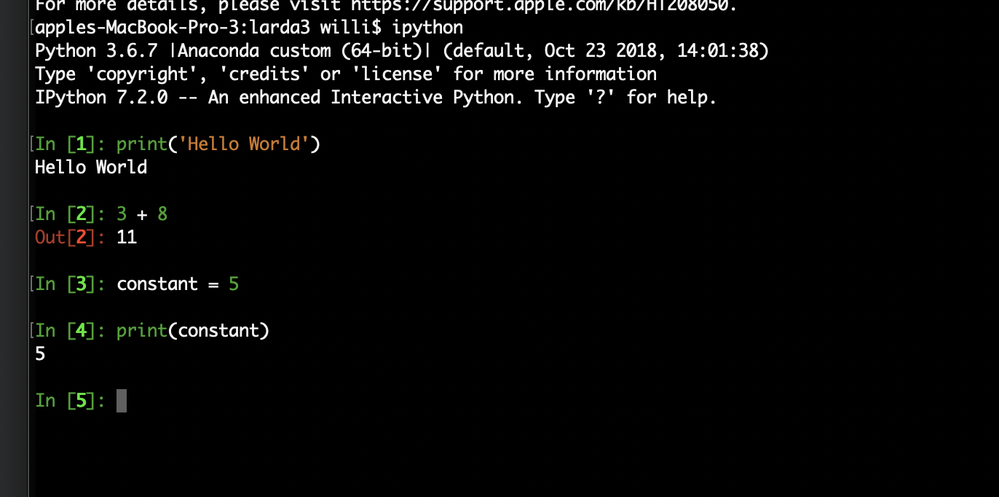 For more details, please visit https://support.apple.com/kb/HT208050.
[apples-MacBook-Pro-3:larda3 willi$ ipython
Python 3.6.7 |Anaconda custom (64-bit)| (default, Oct 23 2018, 14:01:38)
Type 'copyright', 'credits' or 'license' for more information
IPython 7.2.0 -- An enhanced Interactive Python. Type '?' for help.
[In [1]: print('Hello World')
Hello World
[In [2]: 3 + 8
Out[2]: 11
[In [3]: constant = 5
[In [4]: print(constant)
5
In [5]: